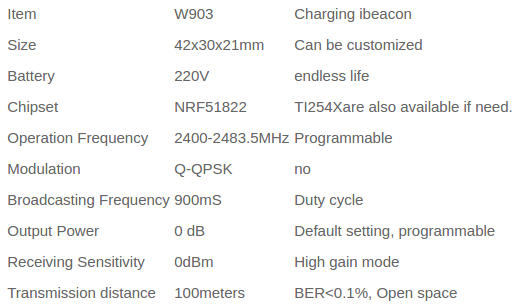 Item W903 Charging ibeacon
Size 42x30x21mm Can be customized
Battery 220V endless life
Chipset NRF51822 TI254Xare also available if need.
Operation Frequency 2400-2483.5MHz Programmable
Modulation Q-QPSK no
Broadcasting Frequency 900mS Duty cycle
Output Power 0 dB Default setting, programmable
Receiving Sensitivity 0dBm High gain mode
Transmission distance 100meters BER<0.1%, Open space